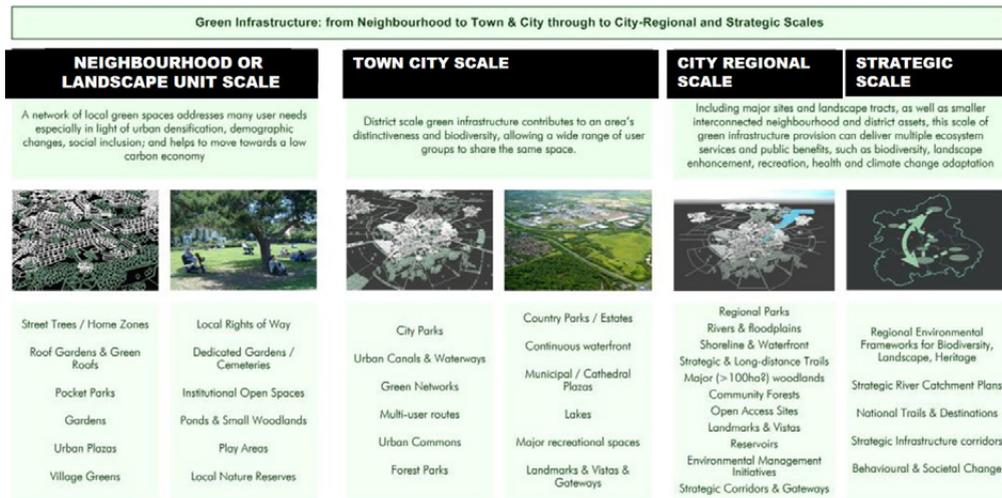 Green Infrastructure: from Neighbourhood to Town & City through to City-Regional and Strategic Scales
NEIGHBOURHOOD OR
LANDSCAPE UNIT SCALE
A network of local green spaces addresses many user needs
especially in light of urban densification, demographic
changes, social inclusion; and helps to move towards a low
carbon economy
Street Trees / Home Zones
Roof Gardens & Green
Roofs
Pocket Parks
Gardens
Urban Plazas
Village Greens
Local Rights of Way
Dedicated Gardens /
Cemeteries
Institutional Open Spaces
Ponds & Small Woodlands
Play Areas
Local Nature Reserves
TOWN CITY SCALE
District scale green infrastructure contributes to an area's
distinctiveness and biodiversity, allowing a wide range of user
groups to share the same space.
City Parks
Urban Canals & Waterways
Green Networks
Multi-user routes
Urban Commons
Forest Parks
Country Parks / Estates
Continuous waterfront
Municipal / Cathedral
Plazas
Lakes
Major recreational spaces
Landmarks & Vistas &
Gateways
CITY REGIONAL
SCALE
STRATEGIC
SCALE
Including major sites and landscape tracts, as well as smaller
interconnected neighbourhood and district assets, this scale of
green infrastructure provision can deliver multiple ecosystem
services and public benefits, such as biodiversity, landscape
enhancement, recreation, health and climate change adaptation
Regional Parks
Rivers & floodplains
Shoreline & Waterfront
Strategic & Long-distance Trails
Major (>100ha?) woodlands
Community Forests
Open Access Sites
Landmarks & Vistas
Reservoirs
Environmental Management
Initiatives
Strategic Corridors & Gateways
Regional Environmental
Frameworks for Biodiversity,
Landscape, Heritage
Strategic River Catchment Plans
National Trails & Destinations
Strategic Infrastructure corridors
Behavioural & Societal Change